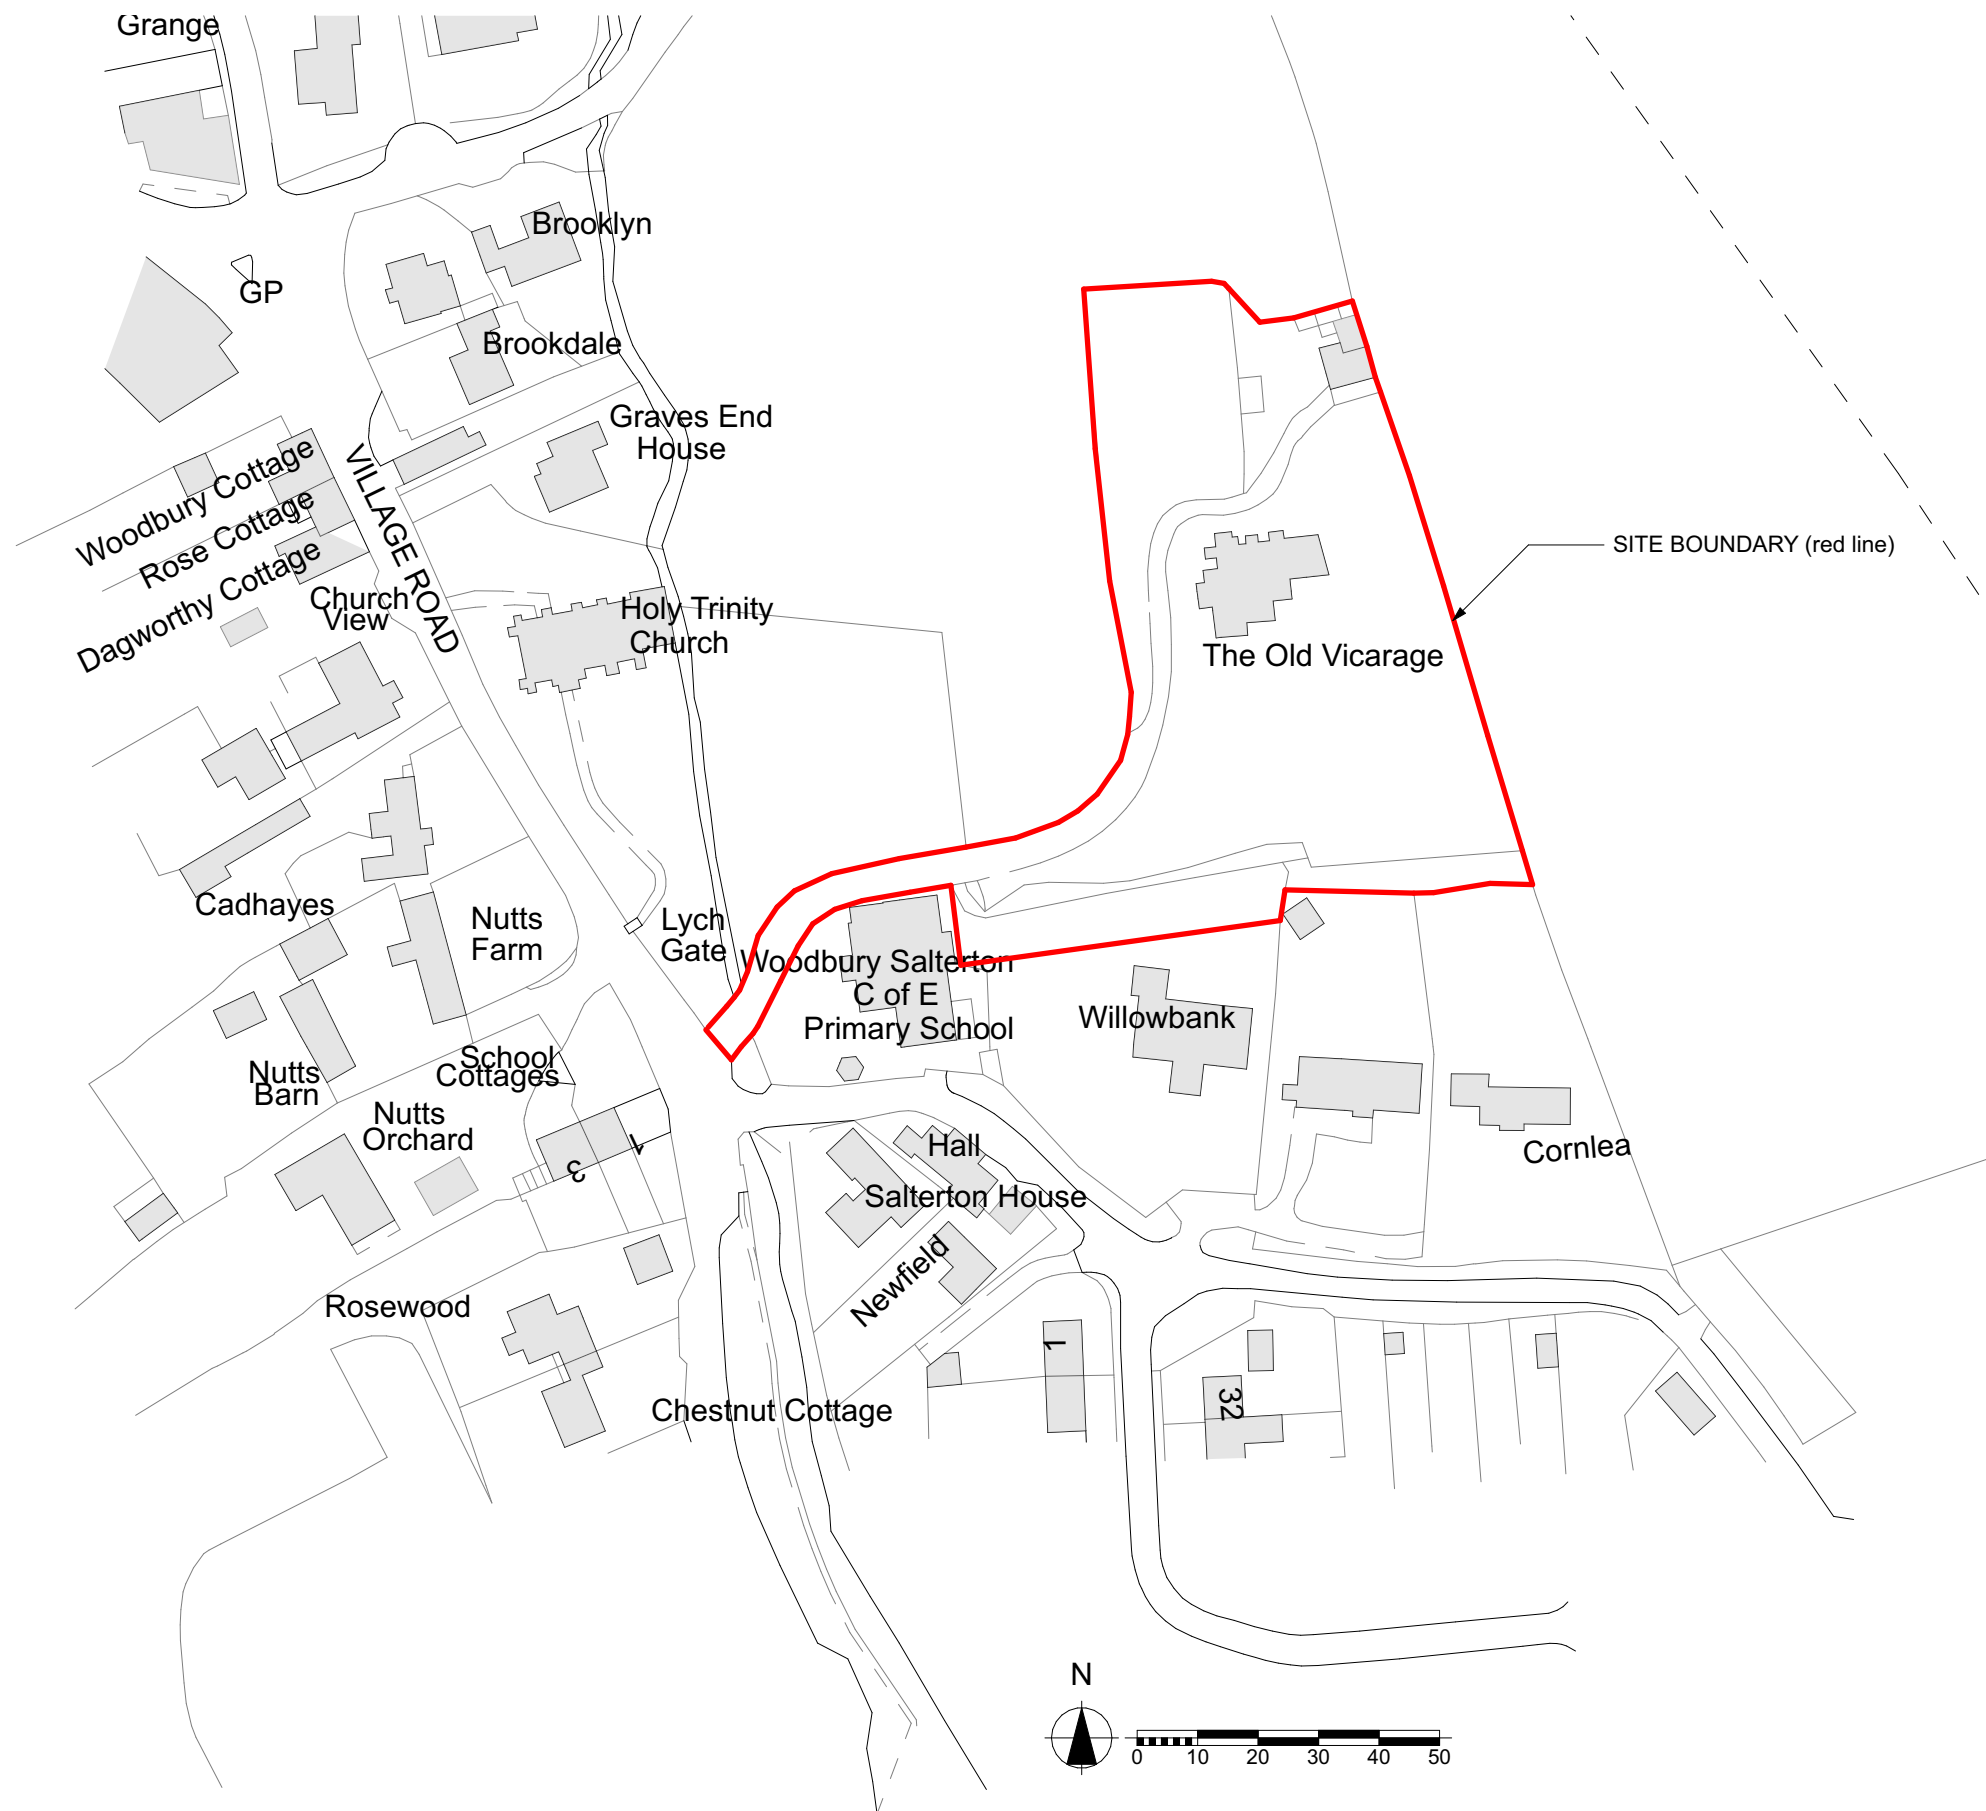 Grange
Brooklyn
GP
Brookdale
Graves End
House
VILLAGE ROAD
Woodbury Cottage
Rose Cottage
Dagworthy Cottage
Church
View
SITE BOUNDARY (red line)
Holy Trinity
Church
The Old Vicarage
Cadhayes
Nutts
Farm
Lych
Gate
Woodbury Salterton
C of E
Primary School
Willowbank
School
Cottages
Nutts
Barn
Nutts
Orchard
1
3
Hall
Cornlea
Salterton House
Newfield
Rosewood
1
32
Chestnut Cottage
N
0 10 20 30 40 50